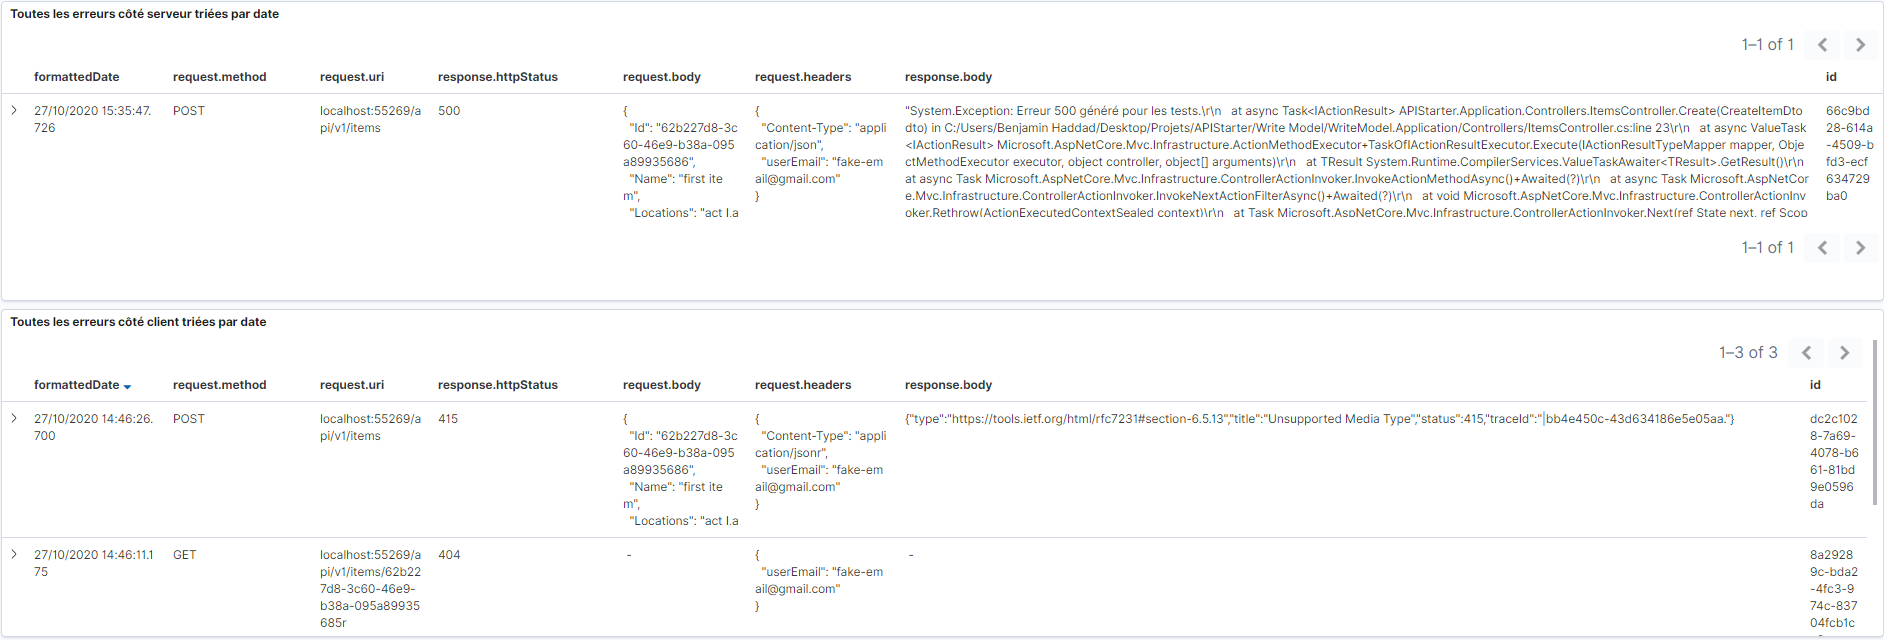 Toutes les erreurs côté serveur triées par date
1–1 of 1
formattedDate request.method request.uri response.httpStatus request.body request.headers response.body id
27/10/2020 15:35:47.
726
POST
localhost:55269/a
pi/v1/items
500
{
"Id": "62b227d8-3c
60-46e9-b38a-095
a89935686",
"Name": "first ite
m",
"Locations": "act I.a
{
"Content-Type": "appli
cation/json",
"userEmail": "fake-em
ail@gmail.com"
}
"System.Exception: Erreur 500 généré pour les tests.\r\n   at async Task<IActionResult> APIStarter.Application.Controllers.ItemsController.Create(CreateItemDto
dto) in C:/Users/Benjamin Haddad/Desktop/Projets/APIStarter/Write Model/WriteModel.Application/Controllers/ItemsController.cs:line 23\r\n   at async ValueTask
<IActionResult> Microsoft.AspNetCore.Mvc.Infrastructure.ActionMethodExecutor+TaskOfIActionResultExecutor.Execute(IActionResultTypeMapper mapper, Obje
ctMethodExecutor executor, object controller, object[] arguments)\r\n   at TResult System.Runtime.CompilerServices.ValueTaskAwaiter<TResult>.GetResult()\r\n
at async Task Microsoft.AspNetCore.Mvc.Infrastructure.ControllerActionInvoker.InvokeActionMethodAsync()+Awaited(?)\r\n   at async Task Microsoft.AspNetCor
e.Mvc.Infrastructure.ControllerActionInvoker.InvokeNextActionFilterAsync()+Awaited(?)\r\n   at void Microsoft.AspNetCore.Mvc.Infrastructure.ControllerActionInv
oker.Rethrow(ActionExecutedContextSealed context)\r\n   at Task Microsoft.AspNetCore.Mvc.Infrastructure.ControllerActionInvoker.Next(ref State next, ref Scop
66c9bd
28-614a
-4509-b
fd3-ecf
634729
ba0
1–1 of 1
Toutes les erreurs côté client triées par date
1–3 of 3
formattedDate request.method request.uri response.httpStatus request.body request.headers response.body id
27/10/2020 14:46:26.
700
POST
localhost:55269/a
pi/v1/items
415
{
"Id": "62b227d8-3c
60-46e9-b38a-095
a89935686",
"Name": "first ite
m",
"Locations": "act I.a
{
"Content-Type": "appli
cation/jsonr",
"userEmail": "fake-em
ail@gmail.com"
}
{"type":"https://tools.ietf.org/html/rfc7231#section-6.5.13","title":"Unsupported Media Type","status":415,"traceId":"|bb4e450c-43d634186e5e05aa."}
dc2c102
8-7a69-
4078-b6
61-81bd
9e0596
da
27/10/2020 14:46:11.1
75
GET
localhost:55269/a
pi/v1/items/62b22
7d8-3c60-46e9-
b38a-095a89935
685r
404
-
{
"userEmail": "fake-em
ail@gmail.com"
}
-
8a2928
9c-bda2
-4fc3-9
74c-837
04fcb1c